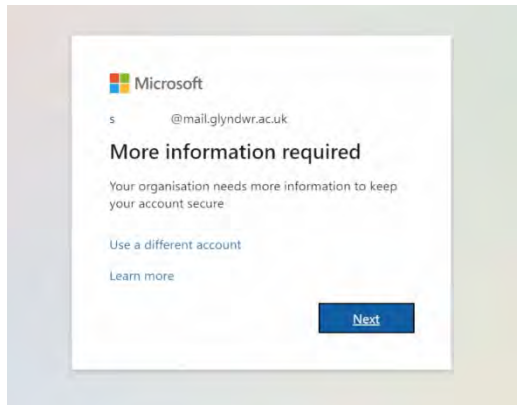 Microsoft
s @mail.glyndwr.ac.uk
More information required
Your organisation needs more information to keep
your account secure
Use a different account
Learn more
Next